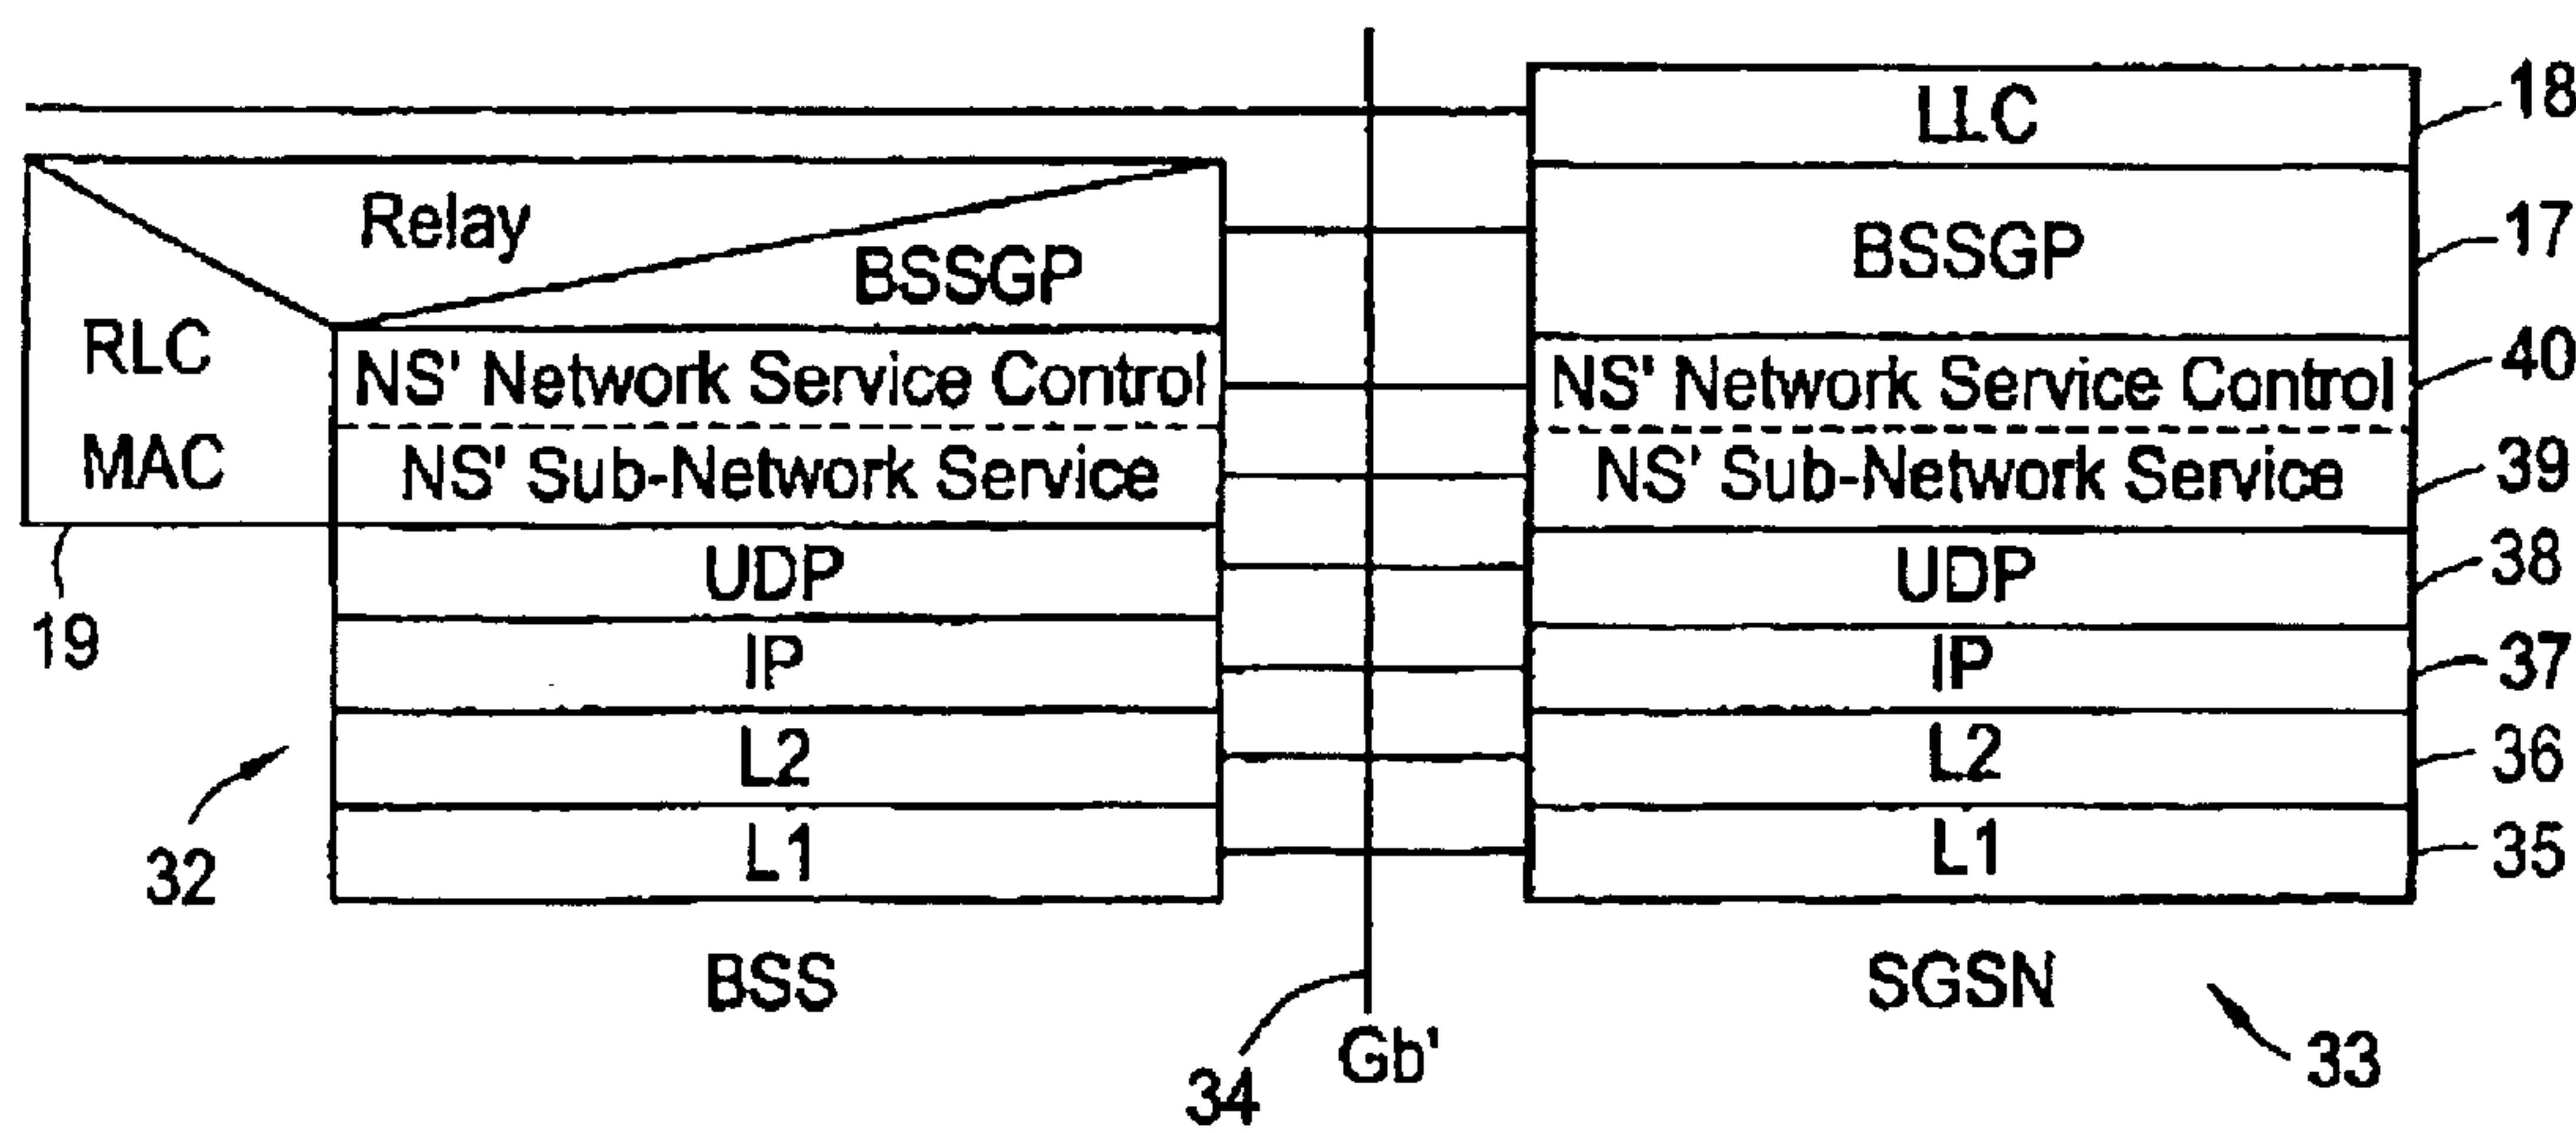 LLC
18
Relay
BSSGP
BSSGP
17
RLC
MAC
NS' Network Service Control
NS' Network Service Control
40
NS' Sub-Network Service
NS' Sub-Network Service
39
19
UDP
UDP
38
IP
IP
37
L2
L2
36
32
L1
L1
35
BSS
SGSN
34
Gb'
33